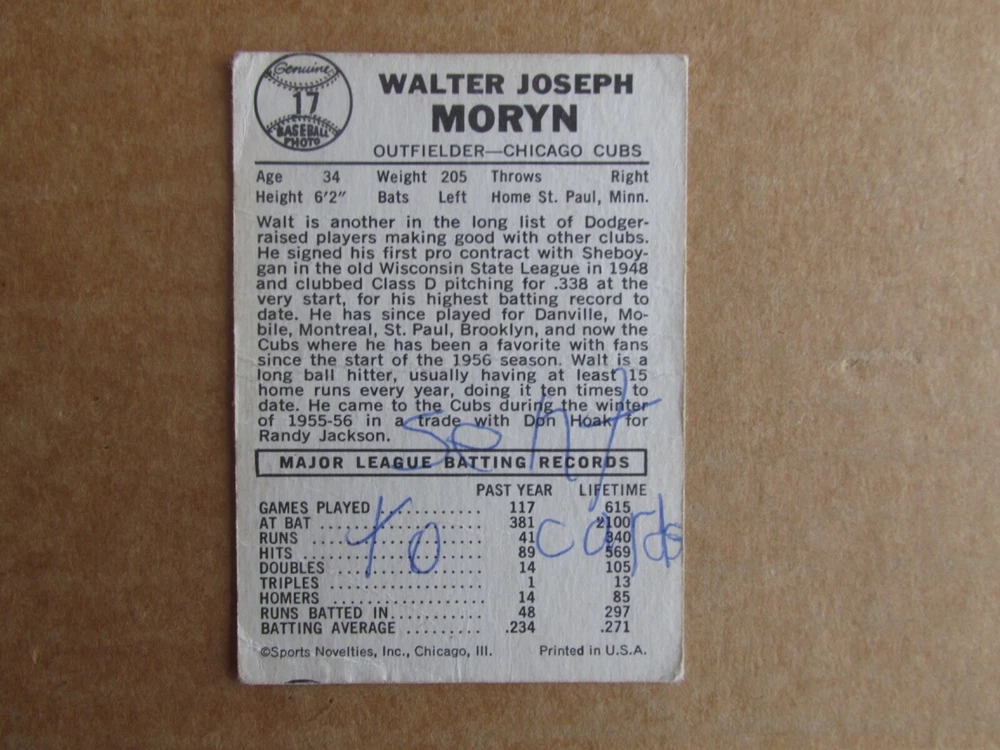 Genuine
17
BASEBALL
PHOTO
WALTER JOSEPH
MORYN
OUTFIELDER—CHICAGO CUBS
Age 34 Weight 205 Throws Right
Height 6'2" Bats Left Home St. Paul, Minn.
Walt is another in the long list of Dodger-
raised players making good with other clubs.
He signed his first pro contract with Sheboy-
gan in the old Wisconsin State League in 1948
and clubbed Class D pitching for .338 at the
very start, for his highest batting record to
date. He has since played for Danville, Mo-
bile, Montreal, St. Paul, Brooklyn, and now the
Cubs where he has been a favorite with fans
since the start of the 1956 season. Walt is a
long ball hitter, usually having at least 15
home runs every year, doing it ten times to
date. He came to the Cubs during the winter
of 1955-56 in a trade with Don Hoak for
Randy Jackson.
sent
MAJOR LEAGUE BATTING RECORDS
PAST YEAR LIFETIME
GAMES PLAYED ............ 117 615
AT BAT .................. 381 2100
RUNS .................... 41 340
to cards
HITS .................... 89 569
DOUBLES ................. 14 105
TRIPLES ................. 1 13
HOMERS .................. 14 85
RUNS BATTED IN........... 48 297
BATTING AVERAGE ......... .234 .271
©Sports Novelties, Inc., Chicago, Ill. Printed in U.S.A.